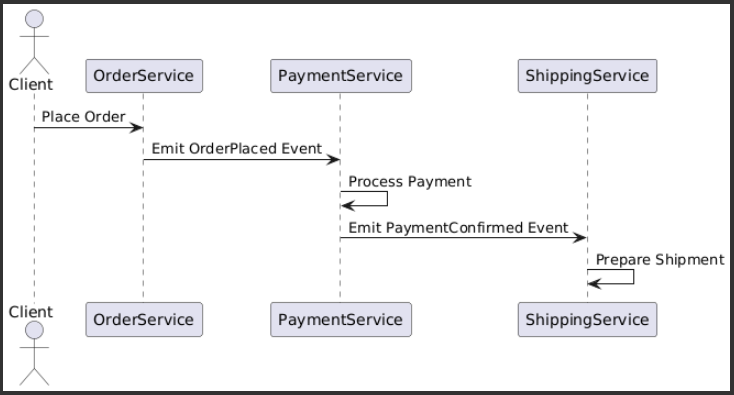 Client
OrderService
PaymentService
ShippingService
Place Order
Emit OrderPlaced Event
Process Payment
Emit PaymentConfirmed Event
Prepare Shipment
Client
OrderService
PaymentService
ShippingService